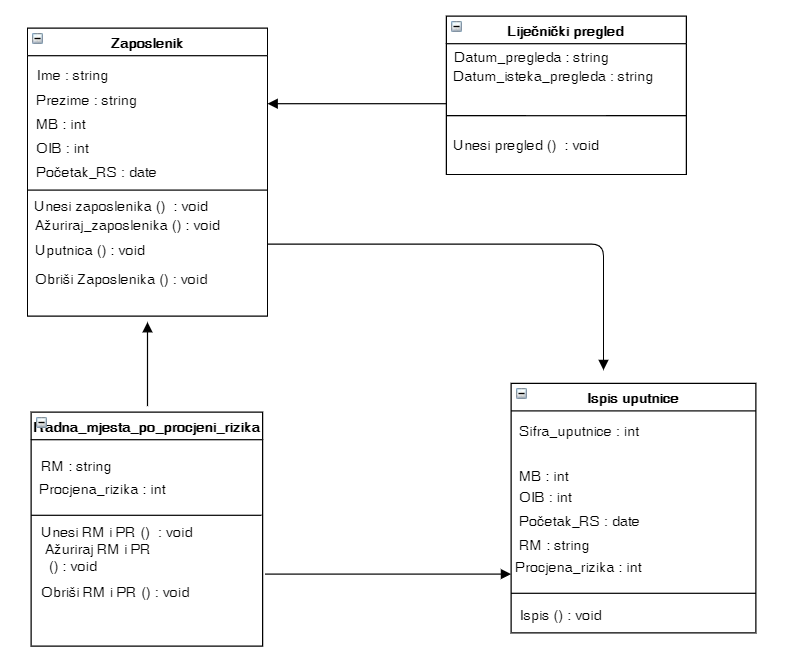 Zaposlenik
Ime : string
Prezime : string
MB : int
OIB : int
Početak_RS : date
Unesi zaposlenika () : void
Ažuriraj_zaposlenika () : void
Uputnica () : void
Obriši Zaposlenika () : void
Liječnički pregled
Datum_pregleda : string
Datum_isteka_pregleda : string
Unesi pregled () : void
Radna_mjesta_po_procjeni_rizika
RM : string
Procjena_rizika : int
Unesi RM i PR () : void
Ažuriraj RM i PR
() : void
Obriši RM i PR () : void
Ispis uputnice
Sifra_uputnice : int
MB : int
OIB : int
Početak_RS : date
RM : string
Procjena_rizika : int
Ispis () : void